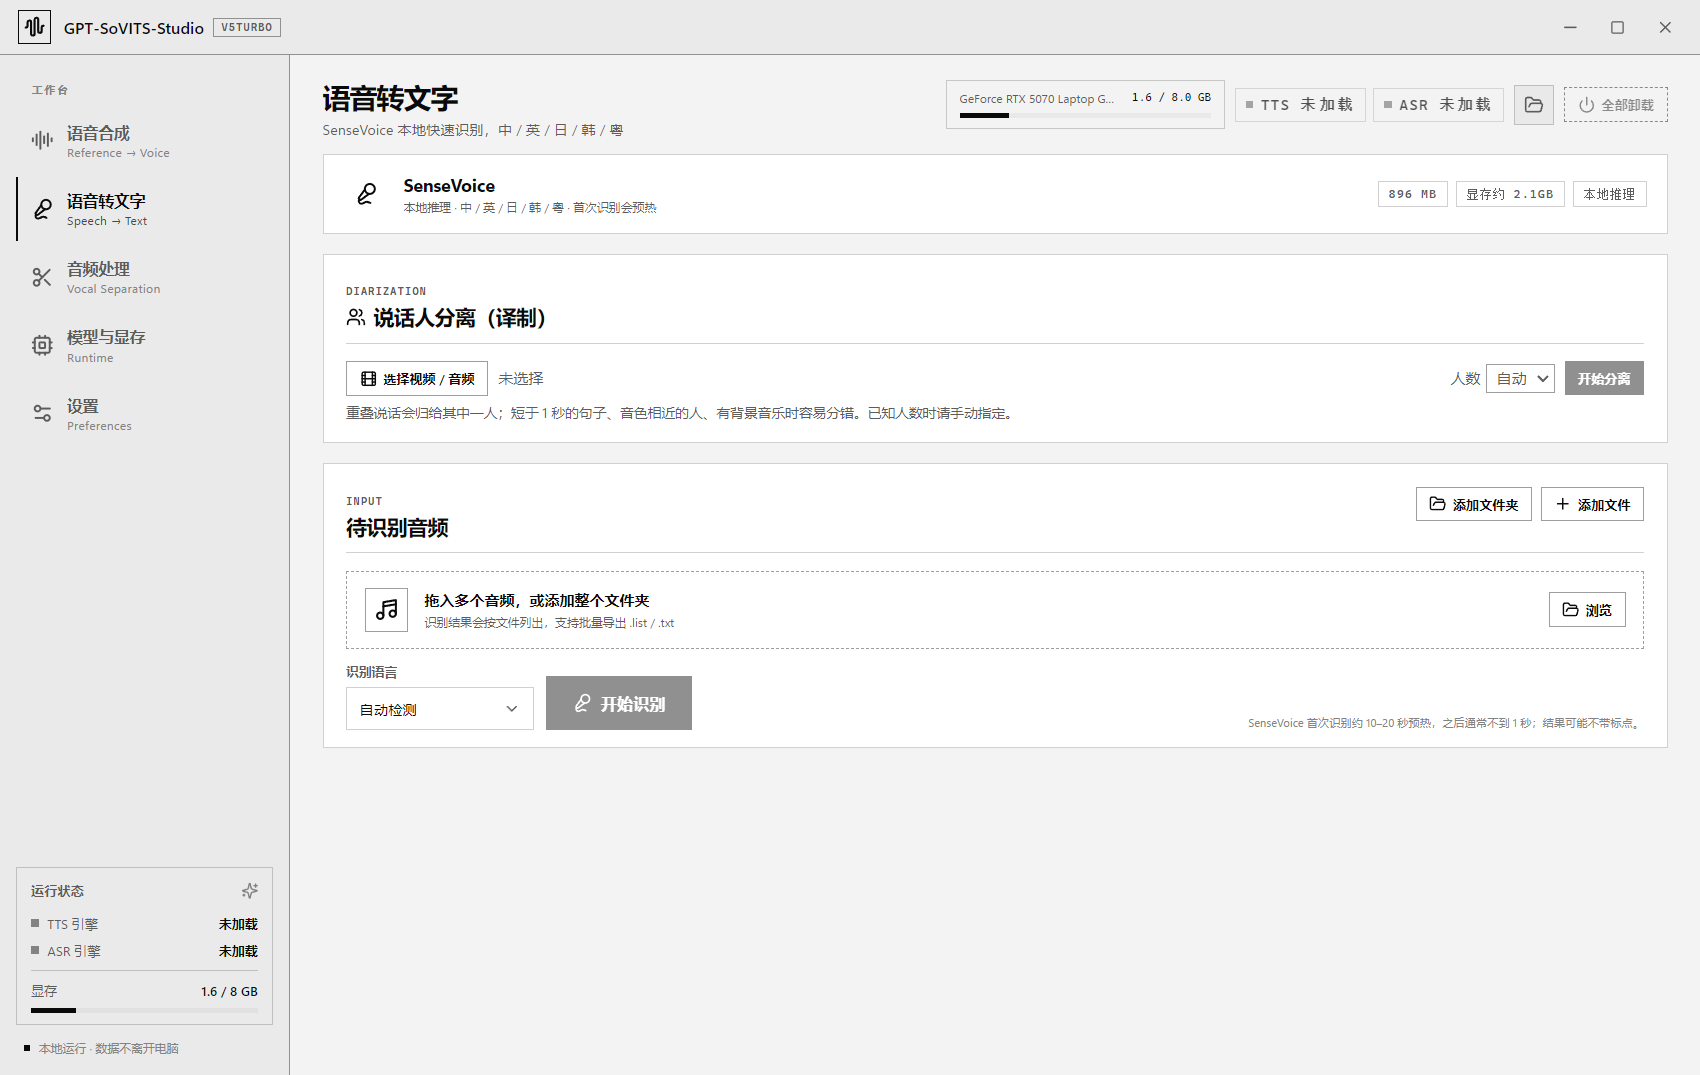 GPT-SoVITS-Studio V5TURBO
工作台
语音合成
Reference → Voice
语音转文字
Speech → Text
音频处理
Vocal Separation
模型与显存
Runtime
设置
Preferences
运行状态
TTS 引擎 未加载
ASR 引擎 未加载
显存 1.6 / 8 GB
本地运行 · 数据不离开电脑
语音转文字
SenseVoice 本地快速识别，中 / 英 / 日 / 韩 / 粤
GeForce RTX 5070 Laptop G... 1.6 / 8.0 GB
TTS 未加载
ASR 未加载
全部卸载
SenseVoice
本地推理 · 中 / 英 / 日 / 韩 / 粤 · 首次识别会预热
896 MB
显存约 2.1GB
本地推理
DIARIZATION
说话人分离（译制）
选择视频 / 音频 未选择
人数 自动 开始分离
重叠说话会归给其中一人；短于 1 秒的句子、音色相近的人、有背景音乐时容易分错。已知人数时请手动指定。
INPUT
待识别音频
添加文件夹
添加文件
拖入多个音频，或添加整个文件夹
识别结果会按文件列出，支持批量导出 .list / .txt
浏览
识别语言
自动检测
开始识别
SenseVoice 首次识别约 10–20 秒预热，之后通常不到 1 秒；结果可能不带标点。